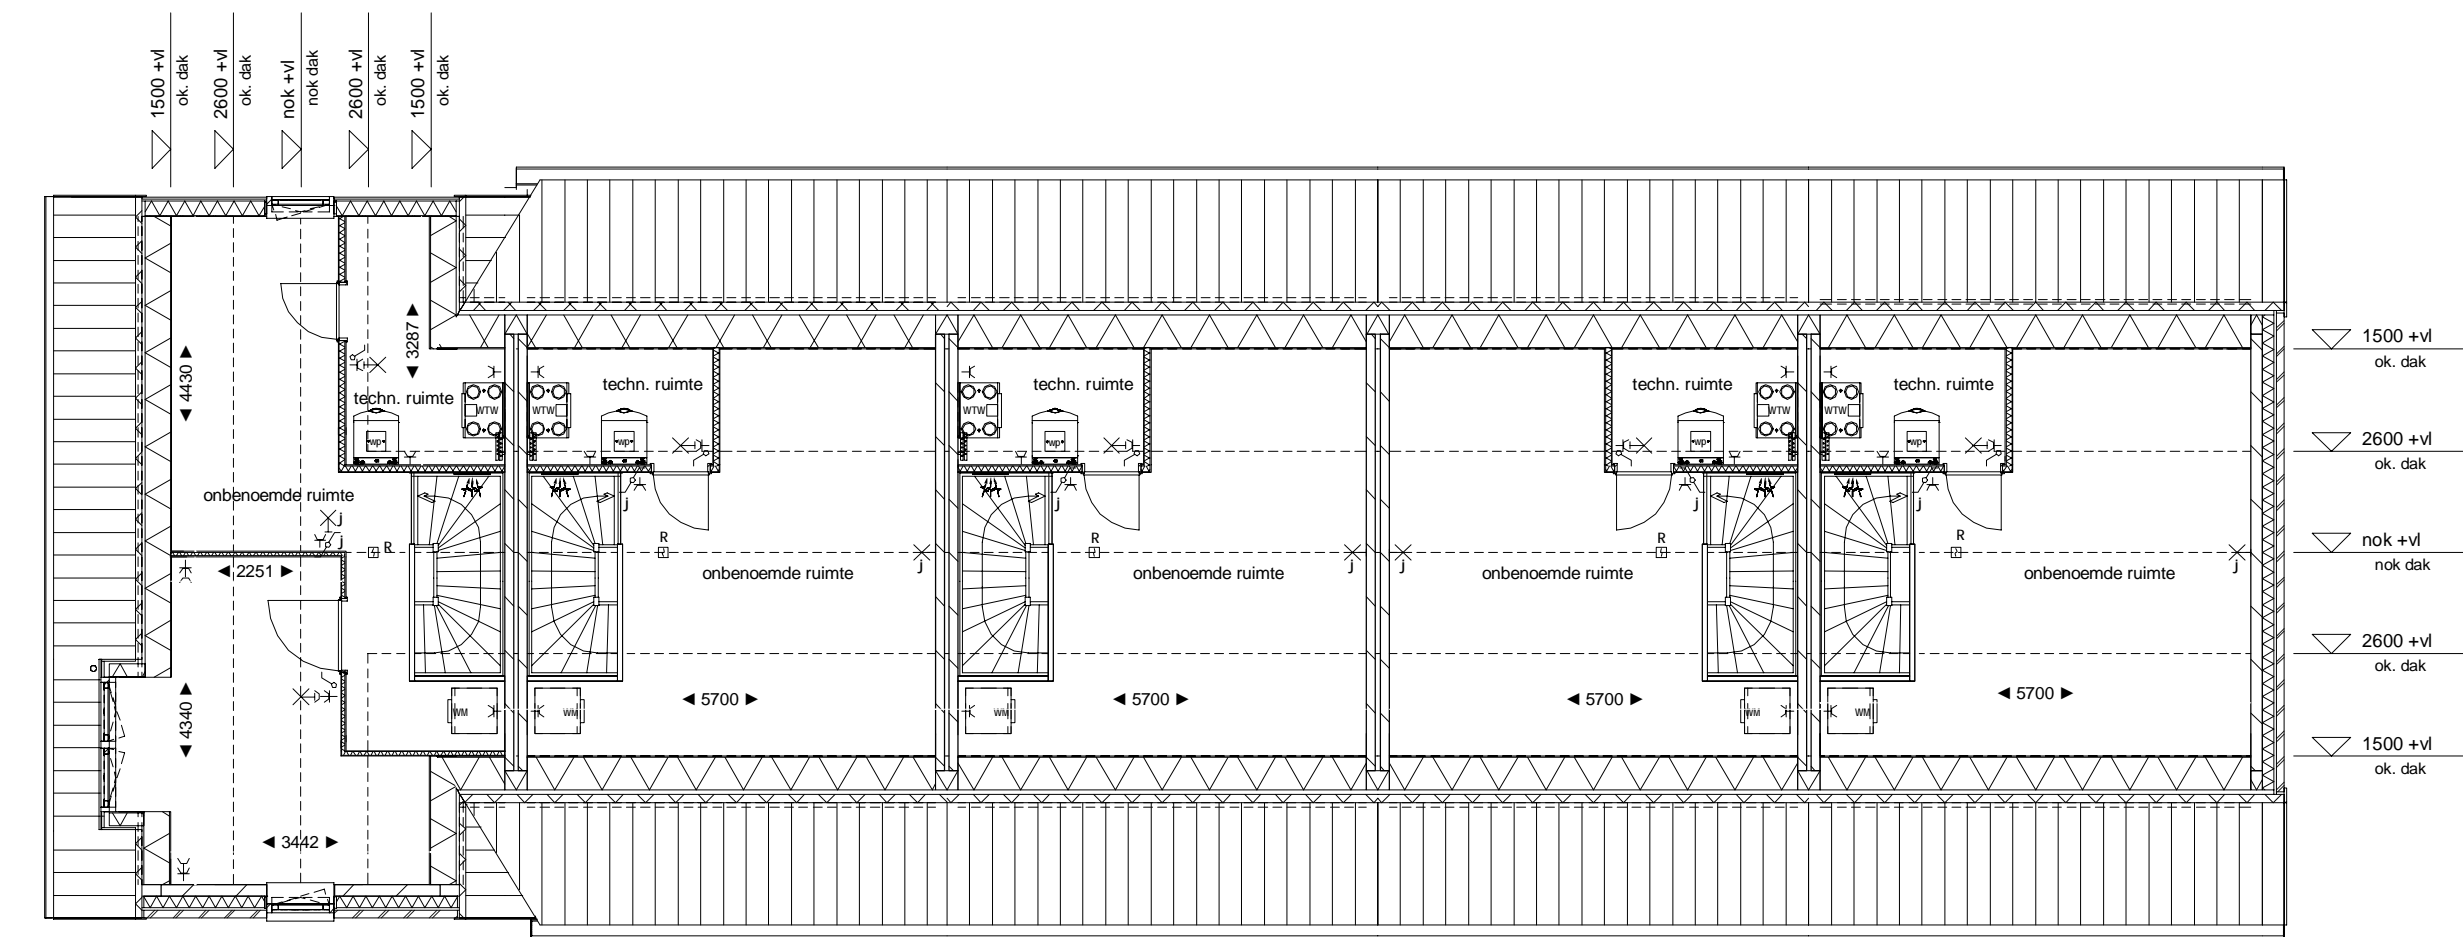 1500 +vl
ok. dak
2600 +vl
ok. dak
nok +vl
nok dak
2600 +vl
ok. dak
1500 +vl
ok. dak
1500 +vl
ok. dak
2600 +vl
ok. dak
nok +vl
nok dak
2600 +vl
ok. dak
1500 +vl
ok. dak
◄ 4430 ►
◄ 3287 ►
techn. ruimte
techn. ruimte
techn. ruimte
techn. ruimte
techn. ruimte
WTW
WTW
WTW
WTW
WTW
wp
wp
wp
wp
wp
onbenoemde ruimte
j
j
R
j
R
j
j
R
j
j
R
j
j
R
j
◄ 2251 ►
onbenoemde ruimte
onbenoemde ruimte
onbenoemde ruimte
onbenoemde ruimte
◄ 4340 ►
WM
WM
WM
WM
WM
◄ 5700 ►
◄ 5700 ►
◄ 5700 ►
◄ 5700 ►
◄ 3442 ►